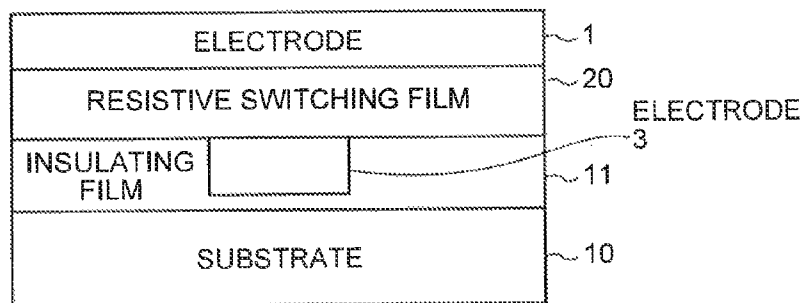 ELECTRODE
1
RESISTIVE SWITCHING FILM
20
ELECTRODE
3
INSULATING
FILM
11
SUBSTRATE
10